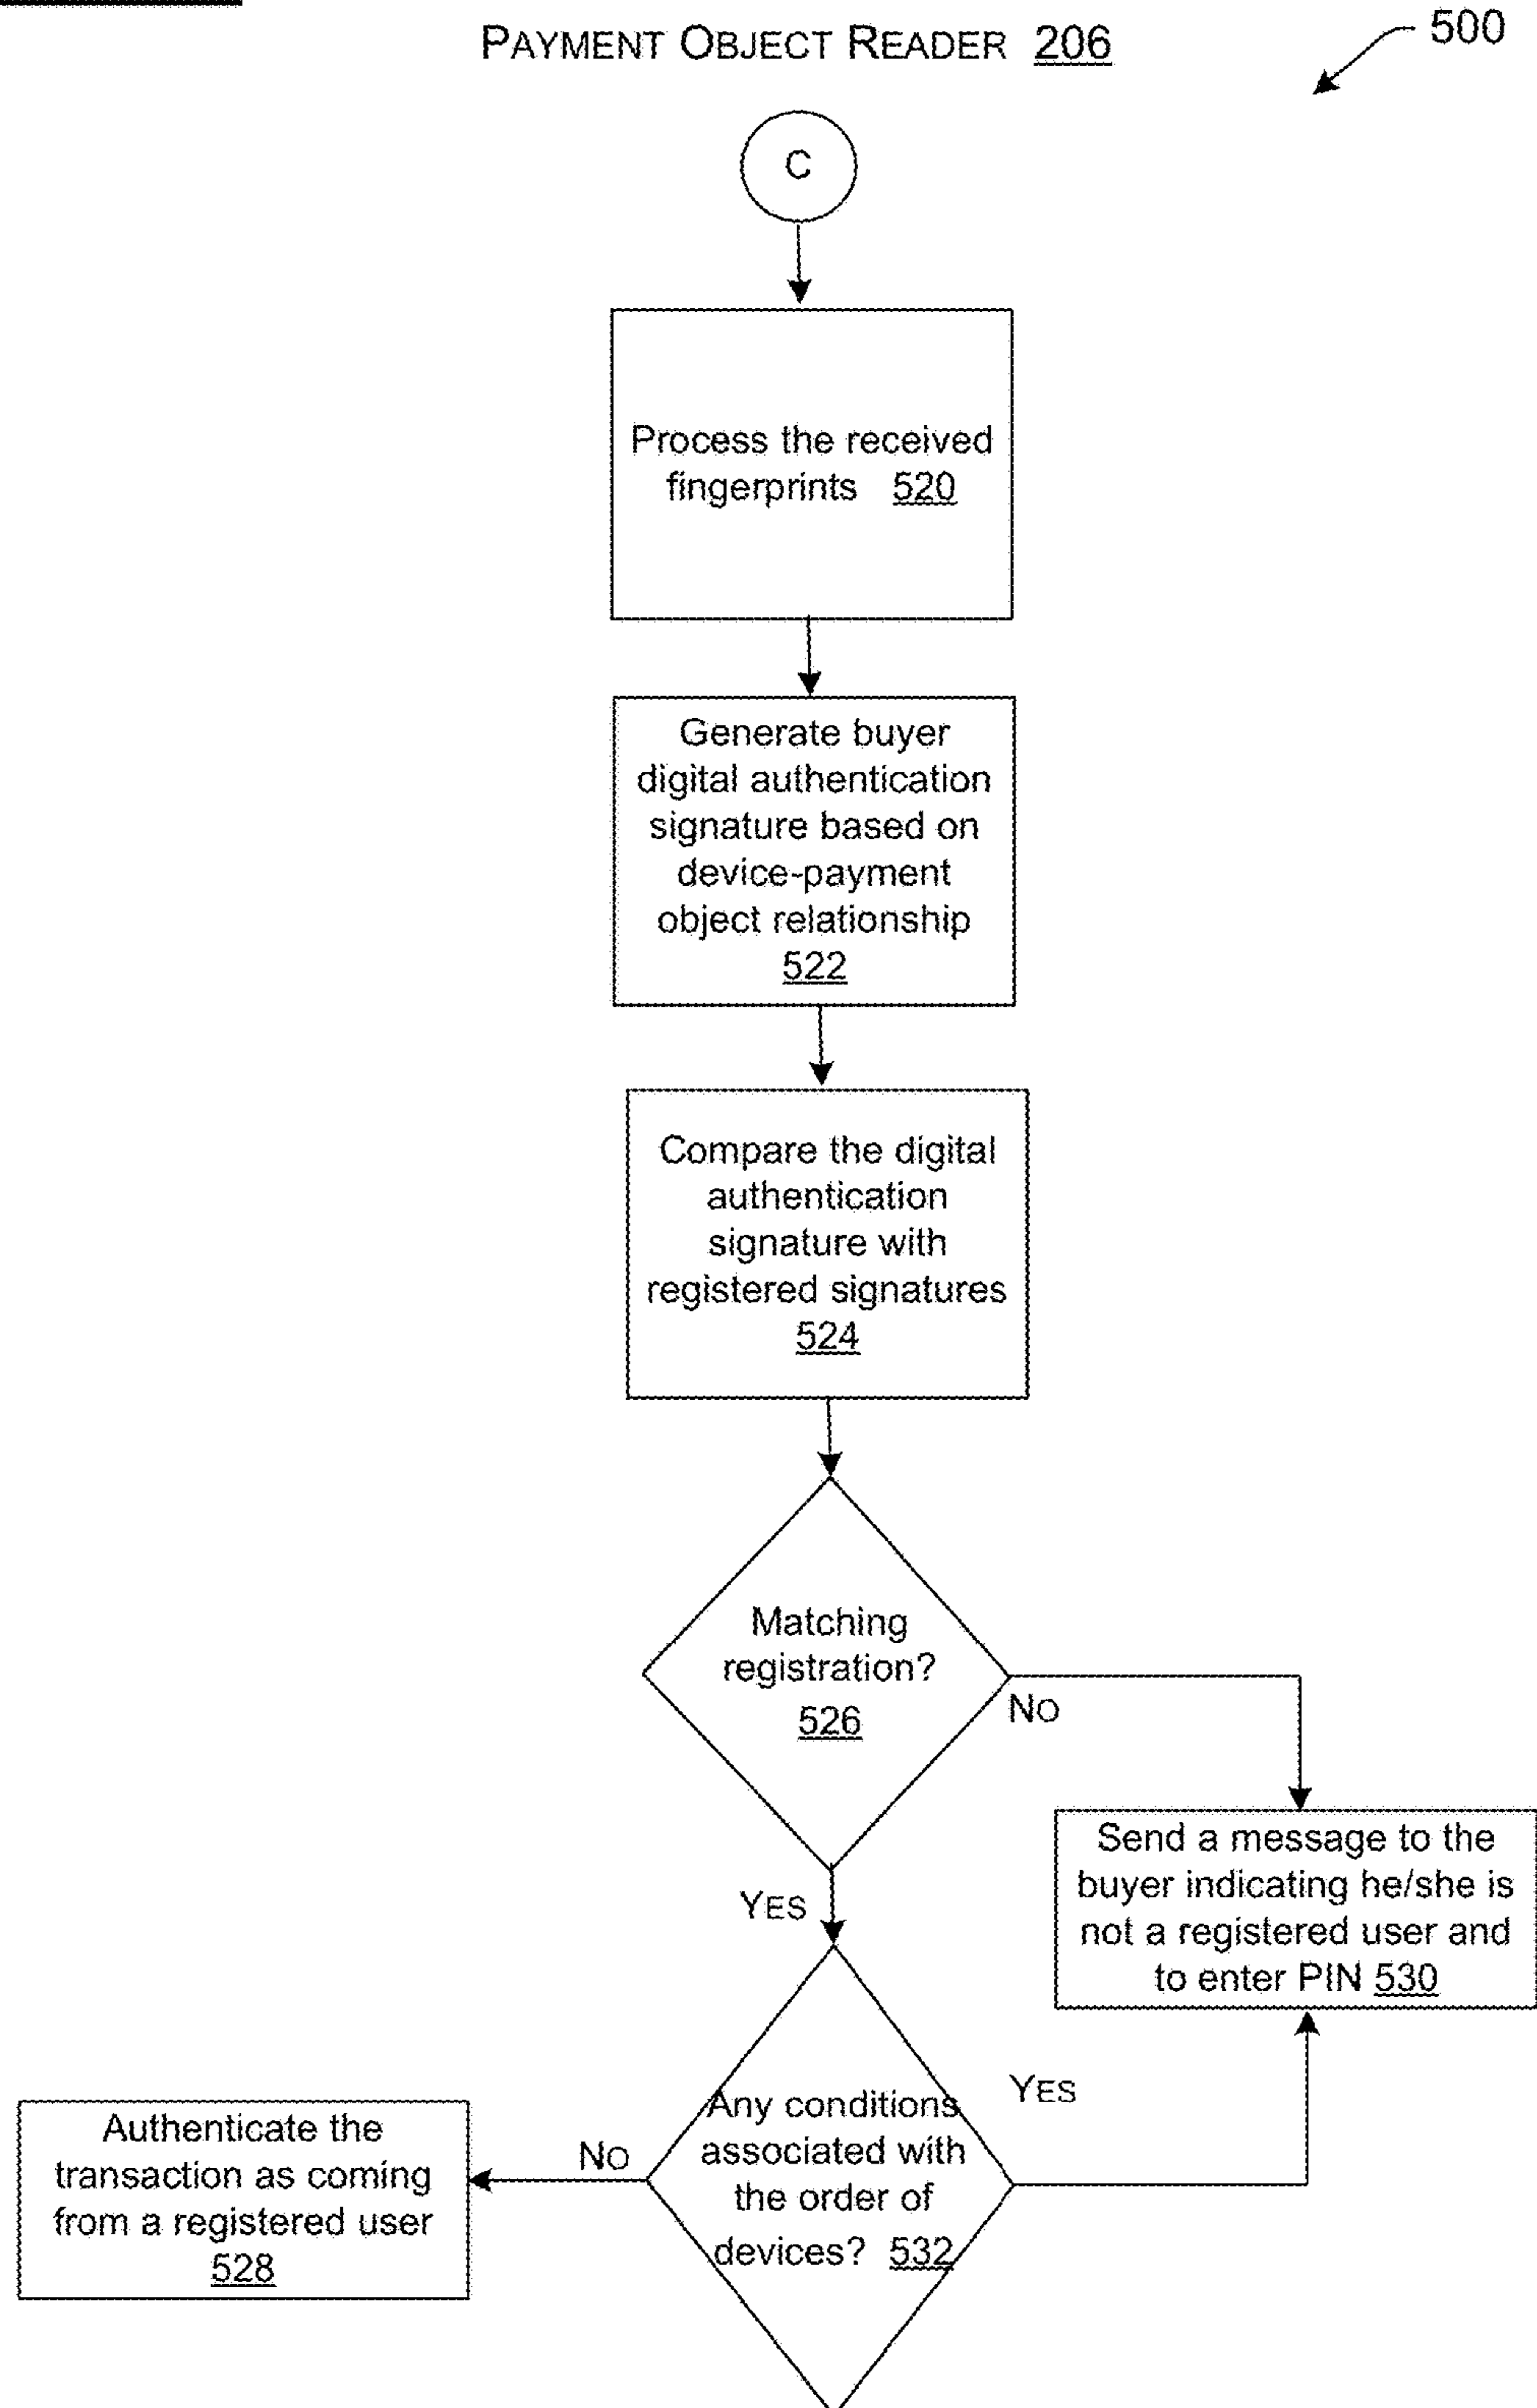 PAYMENT OBJECT READER 206
500
C
Process the received
fingerprints 520
Generate buyer
digital authentication
signature based on
device-payment
object relationship
522
Compare the digital
authentication
signature with
registered signatures
524
Matching
registration?
526
NO
YES
Send a message to the
buyer indicating he/she is
not a registered user and
to enter PIN 530
YES
Any conditions
associated with
the order of
devices? 532
NO
Authenticate the
transaction as coming
from a registered user
528